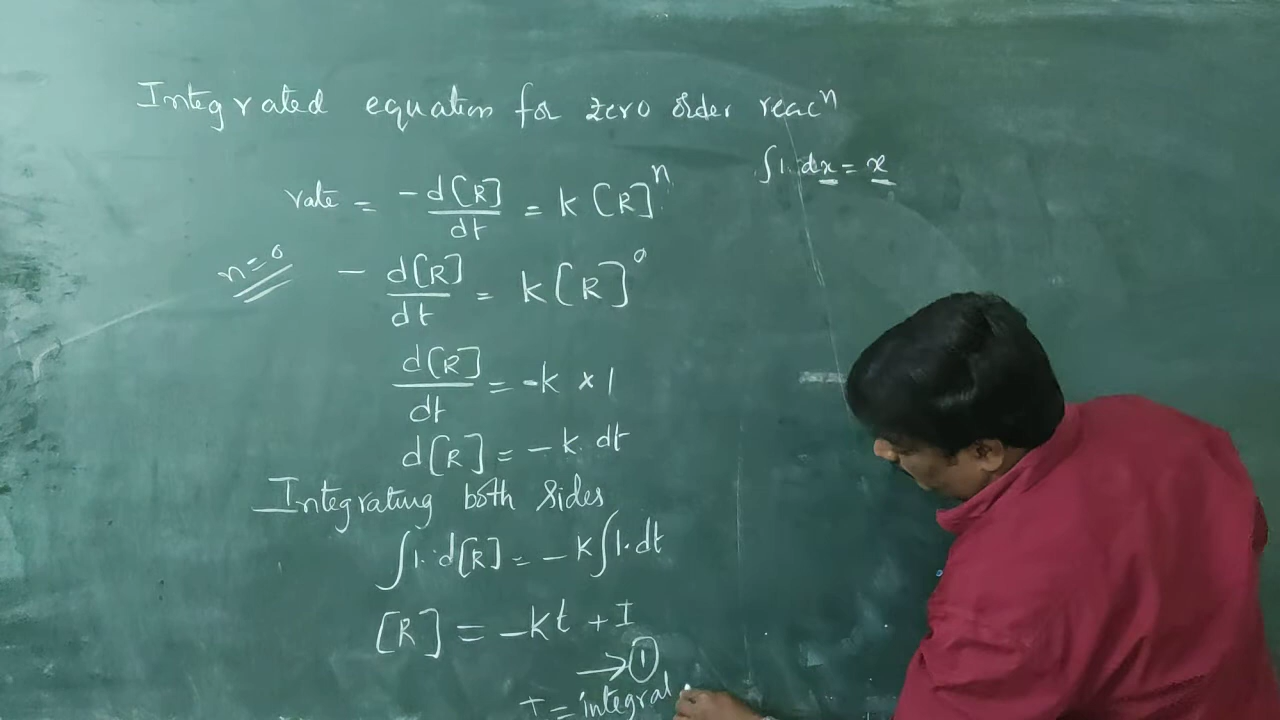 Integrated equation for zero order reacⁿ
∫1. dx = x
rate = -d[R]/dt = k [R]ⁿ
n=0
- d[R]/dt = k[R]⁰
d[R]/dt = -k × 1
d[R] = - k. dt
Integrating both sides
∫1. d[R] = - k∫1. dt
[R] = -kt + I
→ ①
I = integral